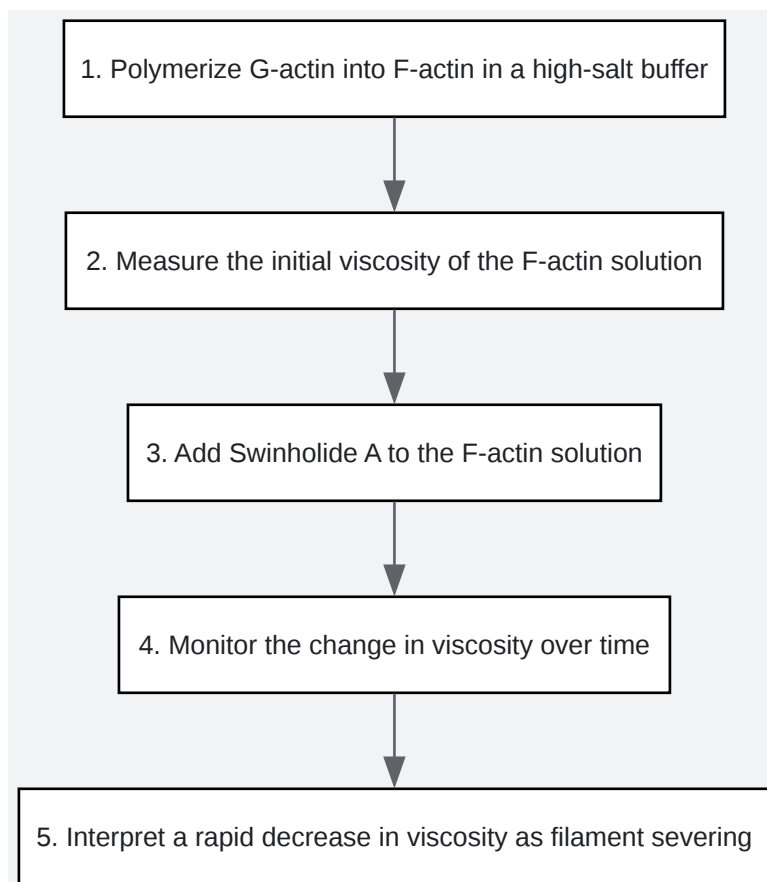 1. Polymerize G-actin into F-actin in a high-salt buffer
2. Measure the initial viscosity of the F-actin solution
3. Add Swinholide A to the F-actin solution
4. Monitor the change in viscosity over time
5. Interpret a rapid decrease in viscosity as filament severing